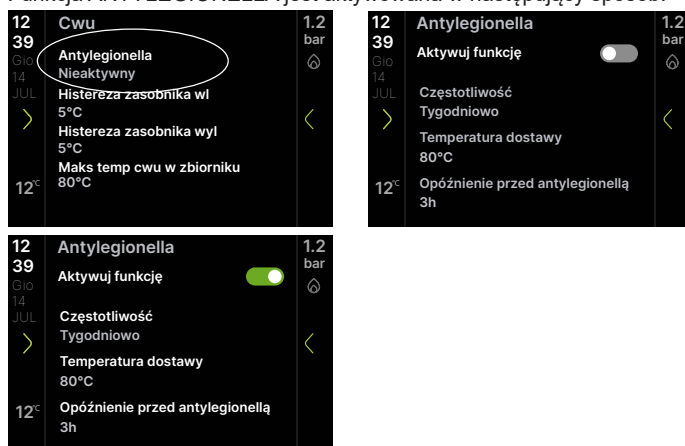 Funkcja ANTYLEGIONELLA jest aktywowana w następujący sposób:
12
39
Gio
14
JUL
12°C
Cwu
Antylegionella
Nieaktywny
Histereza zasobnika wl
5°C
Histereza zasobnika wyl
5°C
Maks temp cwu w zbiorniku
80°C
1.2
bar
12
39
Gio
14
JUL
12°C
Antylegionella
Aktywuj funkcję
Częstotliwość
Tygodniowo
Temperatura dostawy
80°C
Opóźnienie przed antylegionellą
3h
1.2
bar
12
39
Gio
14
JUL
12°C
Antylegionella
Aktywuj funkcję
Częstotliwość
Tygodniowo
Temperatura dostawy
80°C
Opóźnienie przed antylegionellą
3h
1.2
bar